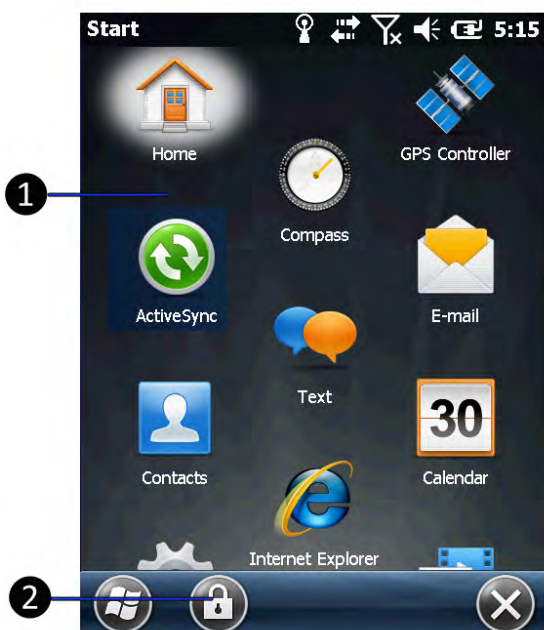 Start 5:15
Home
GPS Controller
1
Compass
ActiveSync
E-mail
Text
30
Contacts
Calendar
Internet Explorer
2